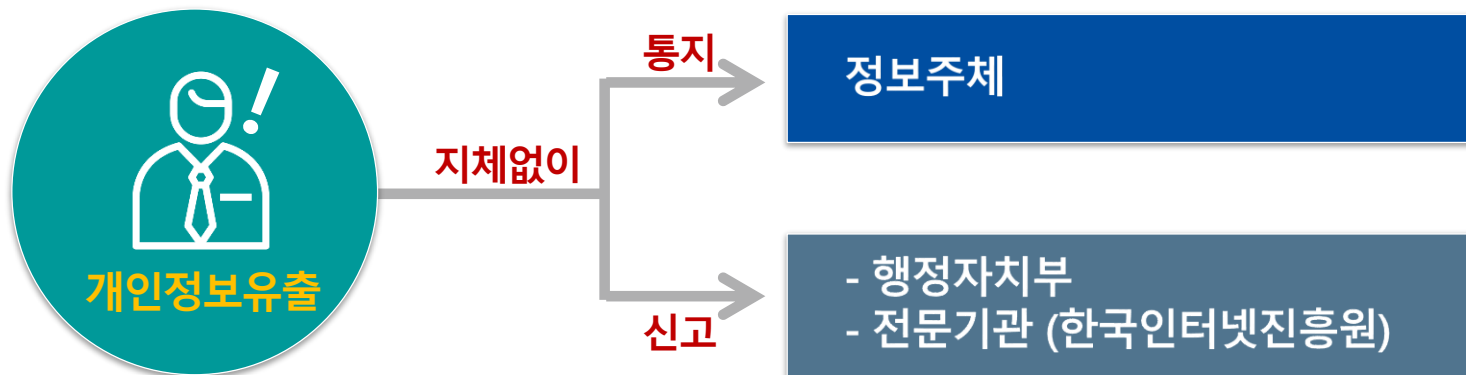 개인정보유출
지체없이
통지
정보주체
신고
- 행정자치부
- 전문기관 (한국인터넷진흥원)